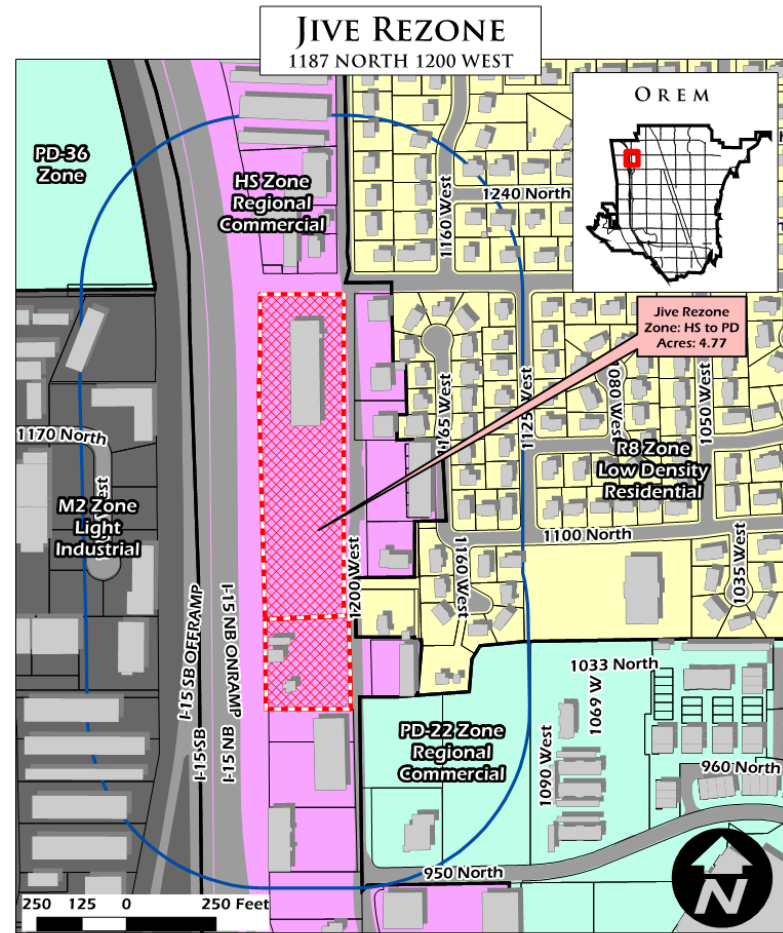 JIVE REZONE
1187 NORTH 1200 WEST
OREM
PD-36
Zone
HS Zone
Regional
Commercial
1160 West
1240 North
Jive Rezone
Zone: HS to PD
Acres: 4.77
1165 West
1125 West
1080 West
1050 West
1170 North
West
R8 Zone
Low Density
Residential
M2 Zone
Light
Industrial
1100 North
1200 West
1160 West
1035 West
I-15 SB OFFRAMP
I-15 NB ONRAMP
I-15 SB
I-15 NB
1033 North
1069 W
PD-22 Zone
Regional
Commercial
1090 West
960 North
950 North
250 125 0 250 Feet
N